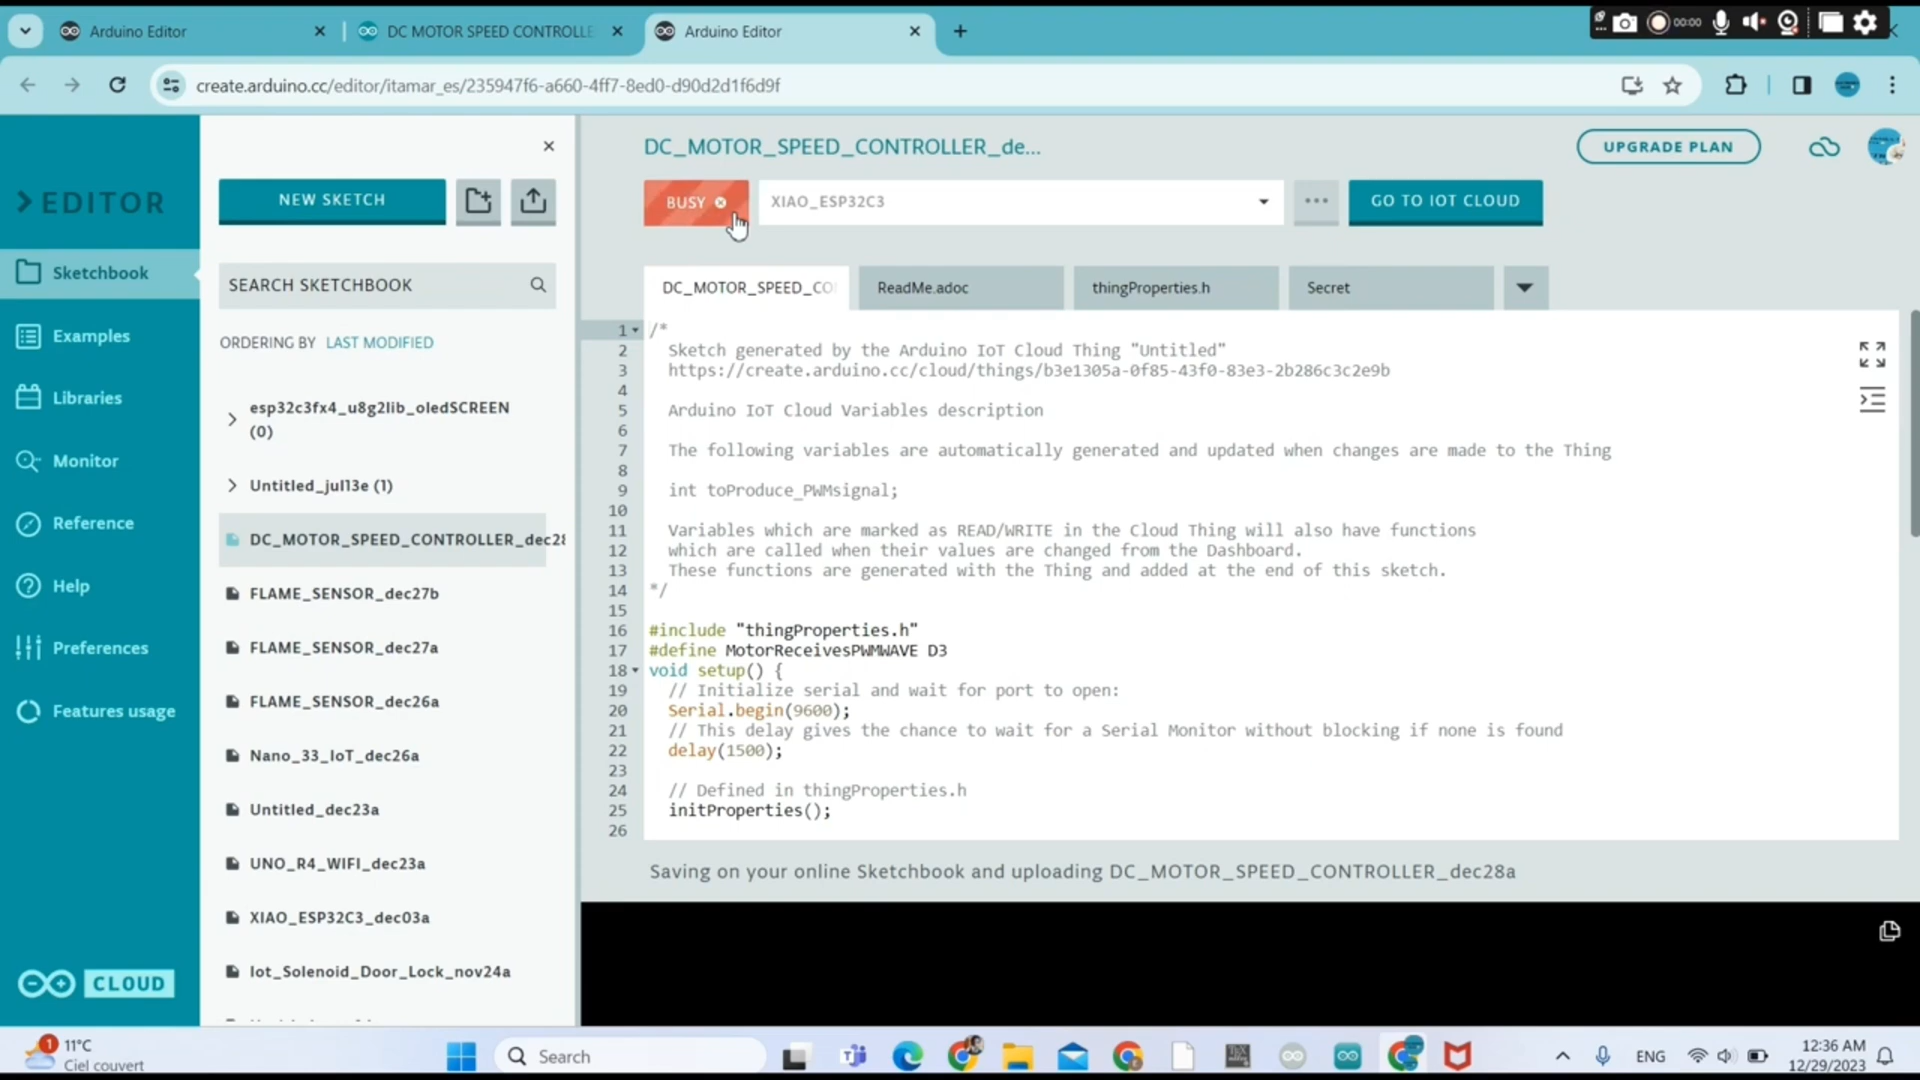 Arduino Editor
DC MOTOR SPEED CONTROLLE
Arduino Editor
00:00
create.arduino.cc/editor/itamar_es/235947f6-a660-4ff7-8ed0-d90d2d1f6d9f
EDITOR
Sketchbook
Examples
Libraries
Monitor
Reference
Help
Preferences
Features usage
CLOUD
NEW SKETCH
SEARCH SKETCHBOOK
ORDERING BY LAST MODIFIED
esp32c3fx4_u8g2lib_oledSCREEN
(0)
Untitled_jul13e (1)
DC_MOTOR_SPEED_CONTROLLER_dec28
FLAME_SENSOR_dec27b
FLAME_SENSOR_dec27a
FLAME_SENSOR_dec26a
Nano_33_IoT_dec26a
Untitled_dec23a
UNO_R4_WIFI_dec23a
XIAO_ESP32C3_dec03a
Iot_Solenoid_Door_Lock_nov24a
DC_MOTOR_SPEED_CONTROLLER_de...
UPGRADE PLAN
BUSY
XIAO_ESP32C3
GO TO IOT CLOUD
DC_MOTOR_SPEED_CO
ReadMe.adoc
thingProperties.h
Secret
1 /*
2 Sketch generated by the Arduino IoT Cloud Thing "Untitled"
3 https://create.arduino.cc/cloud/things/b3e1305a-0f85-43f0-83e3-2b286c3c2e9b
4
5 Arduino IoT Cloud Variables description
6
7 The following variables are automatically generated and updated when changes are made to the Thing
8
9 int toProduce_PWMsignal;
10
11 Variables which are marked as READ/WRITE in the Cloud Thing will also have functions
12 which are called when their values are changed from the Dashboard.
13 These functions are generated with the Thing and added at the end of this sketch.
14 */
15
16 #include "thingProperties.h"
17 #define MotorReceivesPWMWAVE D3
18 void setup() {
19 // Initialize serial and wait for port to open:
20 Serial.begin(9600);
21 // This delay gives the chance to wait for a Serial Monitor without blocking if none is found
22 delay(1500);
23
24 // Defined in thingProperties.h
25 initProperties();
26
Saving on your online Sketchbook and uploading DC_MOTOR_SPEED_CONTROLLER_dec28a
1
11°C
Ciel couvert
Search
ENG
12:36 AM
12/29/2023